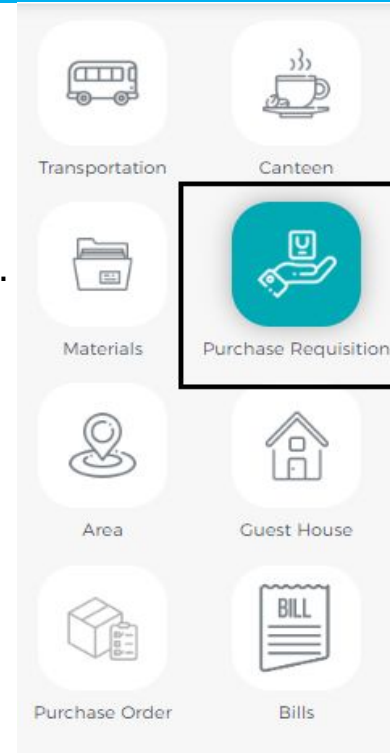 Transportation Canteen
.
Materials Purchase Requisition
Area Guest House
BILL
Purchase Order Bills